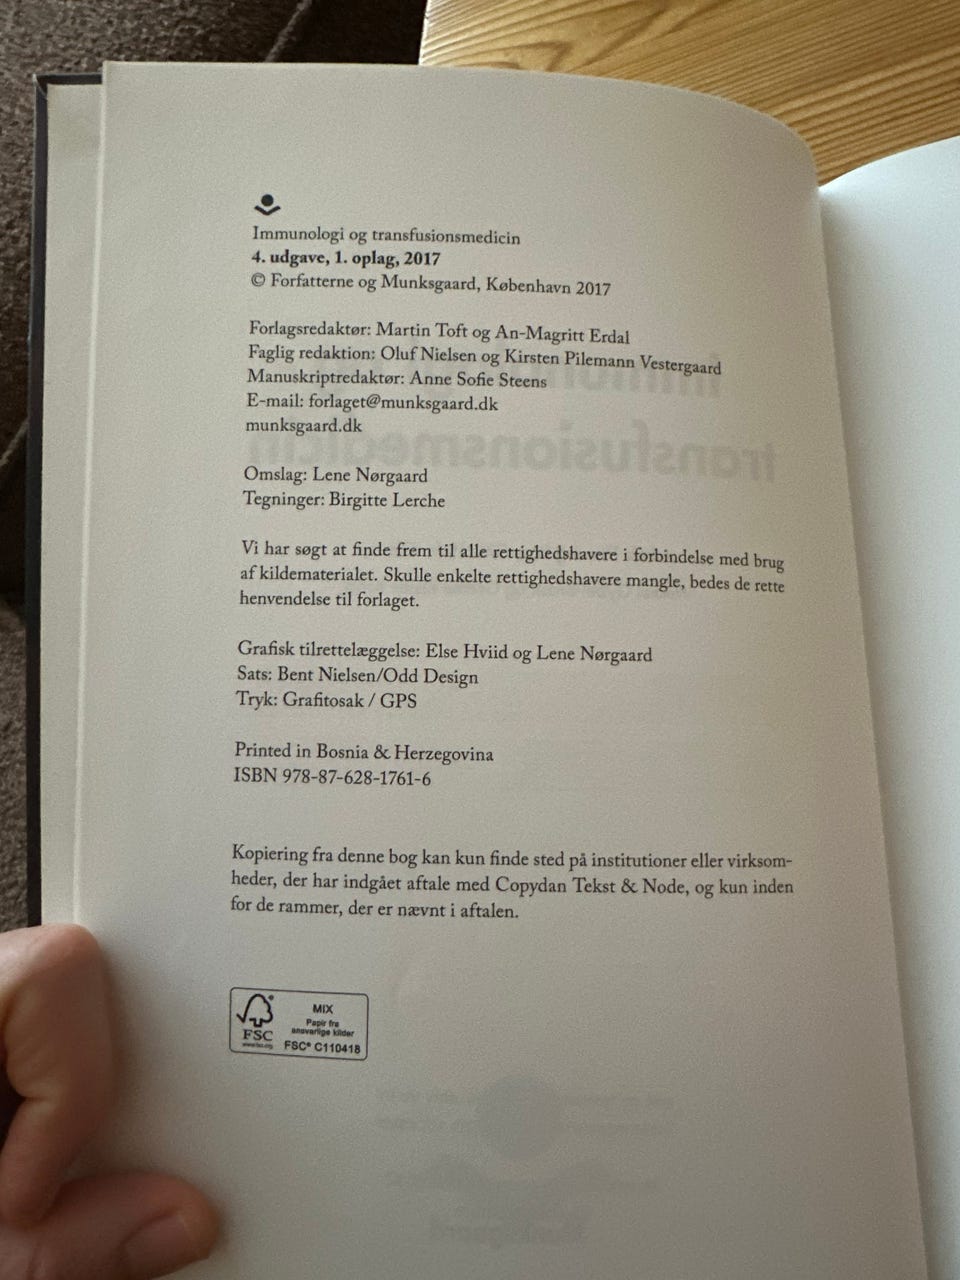 Immunologi og transfusionsmedicin
4. udgave, 1. oplag, 2017
© Forfatterne og Munksgaard, København 2017
Forlagsredaktør: Martin Toft og An-Magritt Erdal
Faglig redaktion: Oluf Nielsen og Kirsten Pilemann Vestergaard
Manuskriptredaktør: Anne Sofie Steens
E-mail: forlaget@munksgaard.dk
munksgaard.dk
Omslag: Lene Nørgaard
Tegninger: Birgitte Lerche
Vi har søgt at finde frem til alle rettighedshavere i forbindelse med brug
af kildematerialet. Skulle enkelte rettighedshavere mangle, bedes de rette
henvendelse til forlaget.
Grafisk tilrettelæggelse: Else Hviid og Lene Nørgaard
Sats: Bent Nielsen/Odd Design
Tryk: Grafitosak / GPS
Printed in Bosnia & Herzegovina
ISBN 978-87-628-1761-6
Kopiering fra denne bog kan kun finde sted på institutioner eller virksom-
heder, der har indgået aftale med Copydan Tekst & Node, og kun inden
for de rammer, der er nævnt i aftalen.
MIX
Papir fra
ansvarlige kilder
FSC
www.fsc.org
FSC® C110418